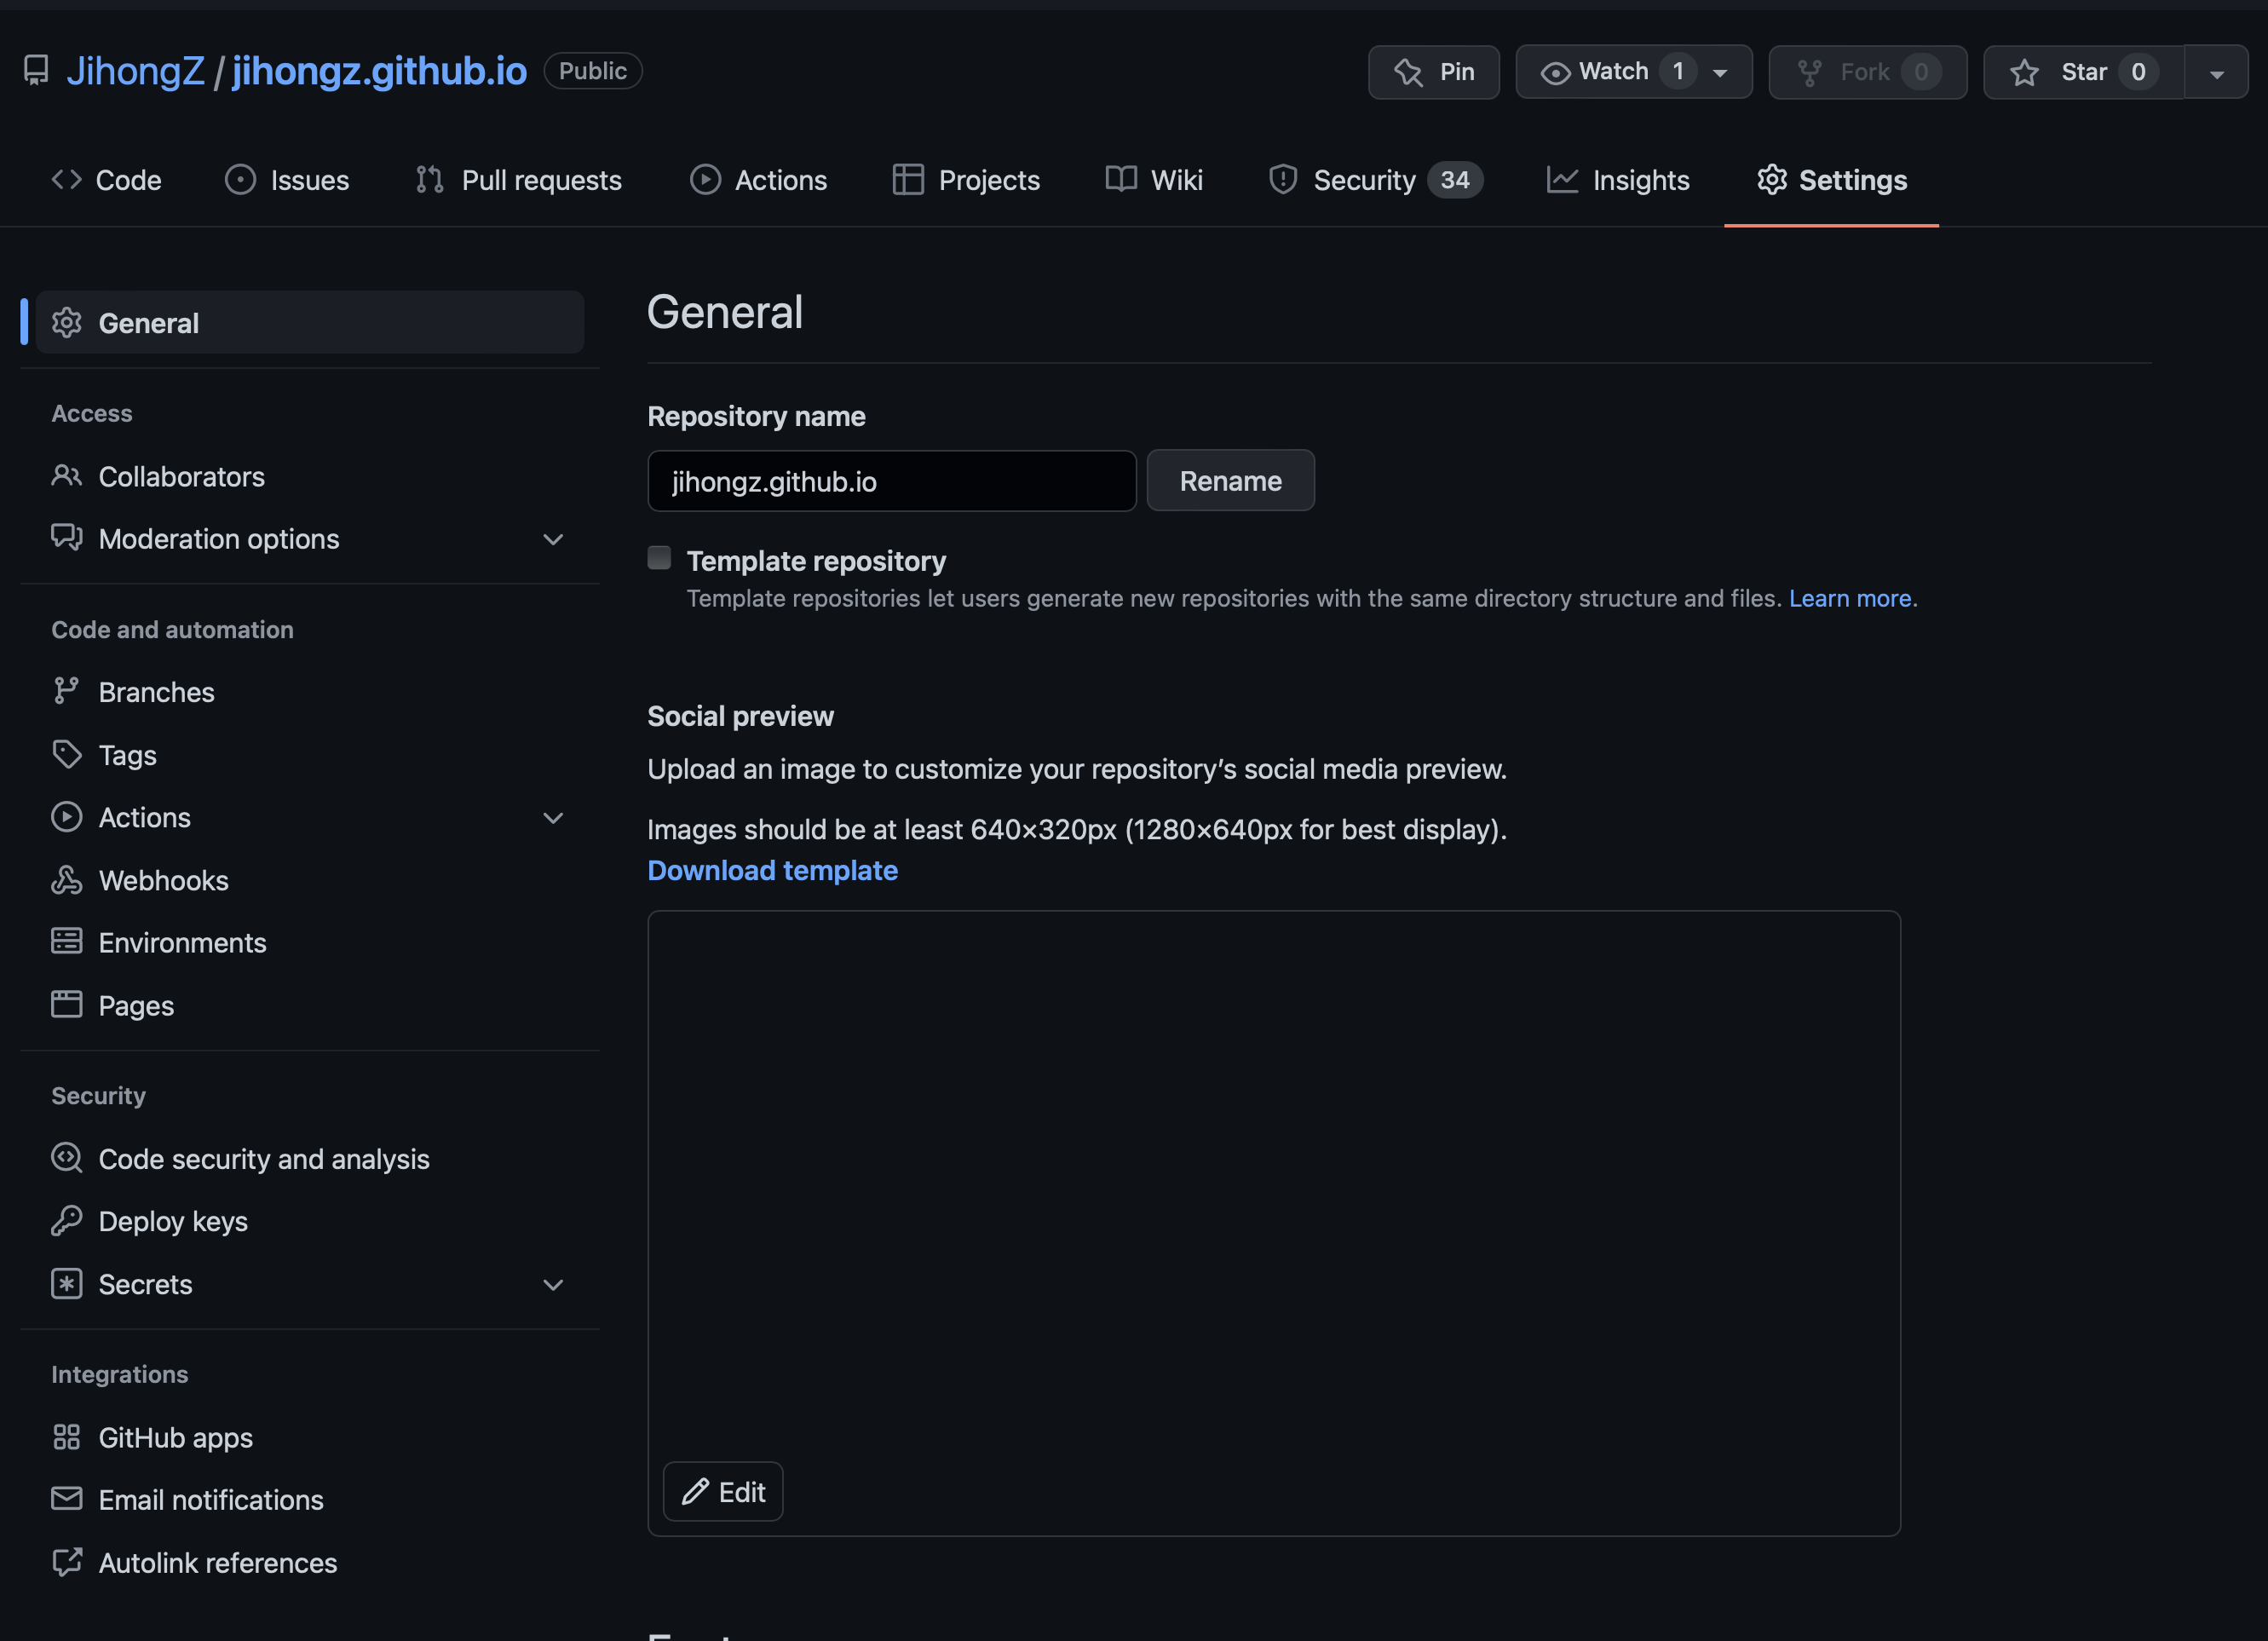 JihongZ / jihongz.github.io Public
Pin
Watch 1
Fork 0
Star 0
Code
Issues
Pull requests
Actions
Projects
Wiki
Security 34
Insights
Settings
General
Access
Collaborators
Moderation options
Code and automation
Branches
Tags
Actions
Webhooks
Environments
Pages
Security
Code security and analysis
Deploy keys
Secrets
Integrations
GitHub apps
Email notifications
Autolink references
General
Repository name
jihongz.github.io
Rename
Template repository
Template repositories let users generate new repositories with the same directory structure and files. Learn more.
Social preview
Upload an image to customize your repository’s social media preview.
Images should be at least 640×320px (1280×640px for best display).
Download template
Edit